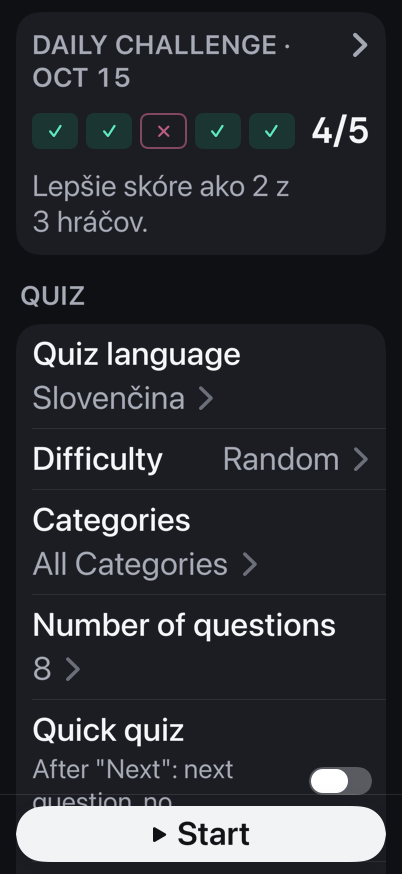 DAILY CHALLENGE ·
OCT 15
4/5
Lepšie skóre ako 2 z
3 hráčov.
QUIZ
Quiz language
Slovenčina
Difficulty Random
Categories
All Categories
Number of questions
8
Quick quiz
After "Next": next
question, no
Start